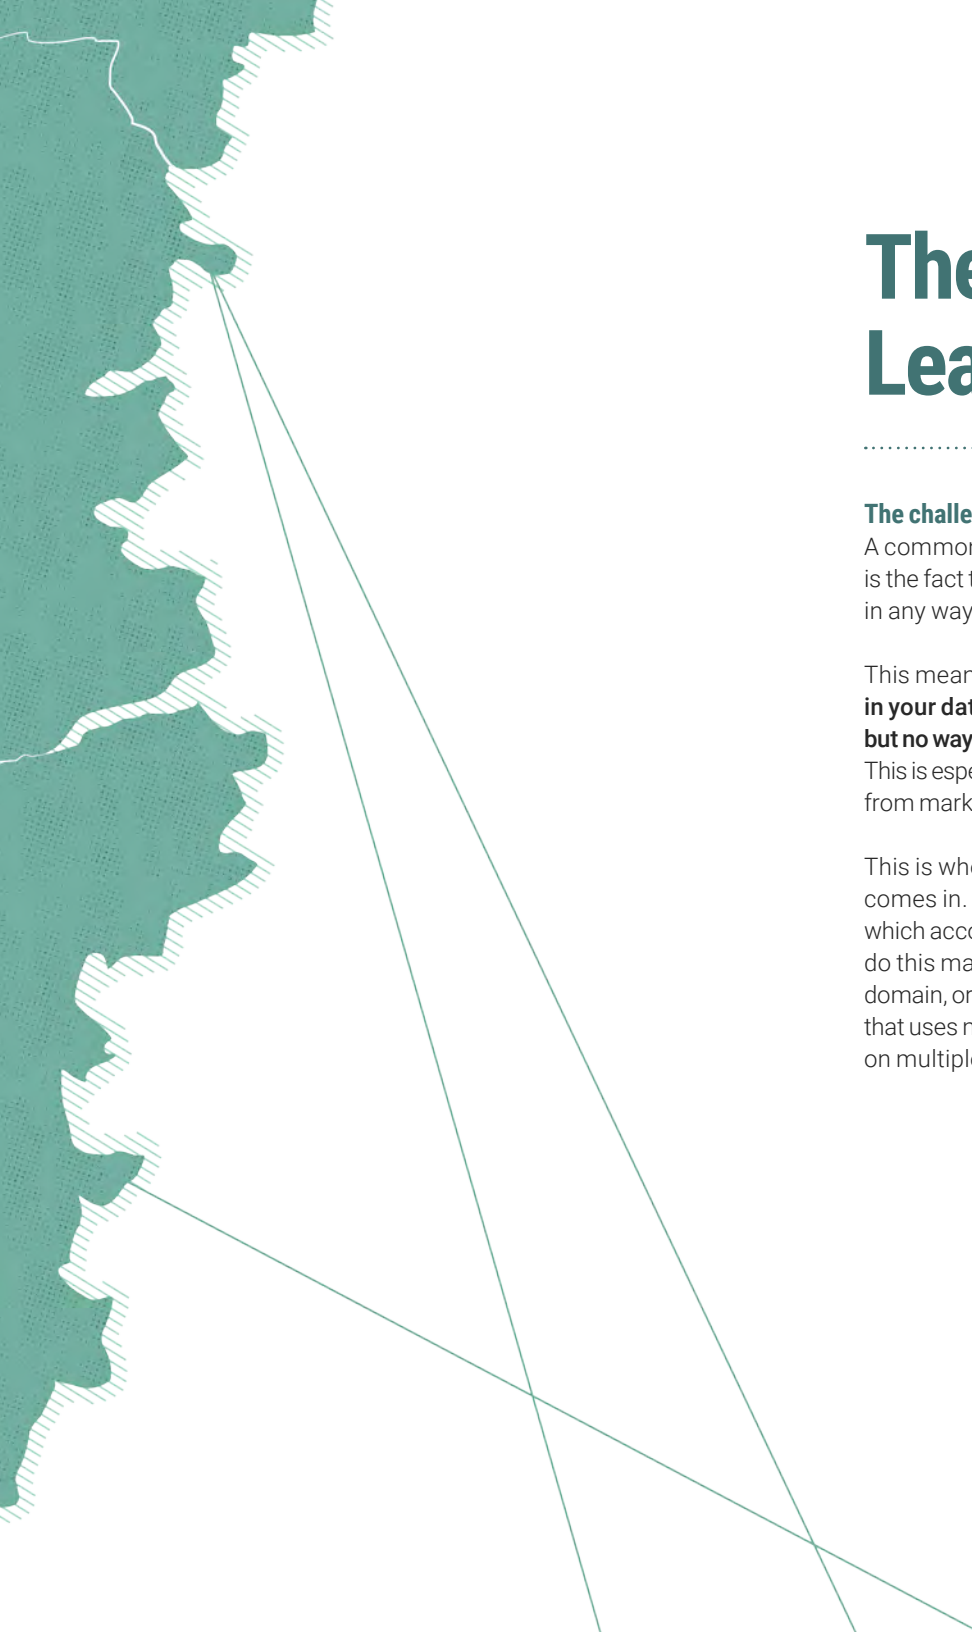 The
Lea
The challe
A common
is the fact t
in any way
This mean
in your dat
but no way
This is espe
from mark
This is whe
comes in.
which acco
do this ma
domain, or
that uses m
on multiple